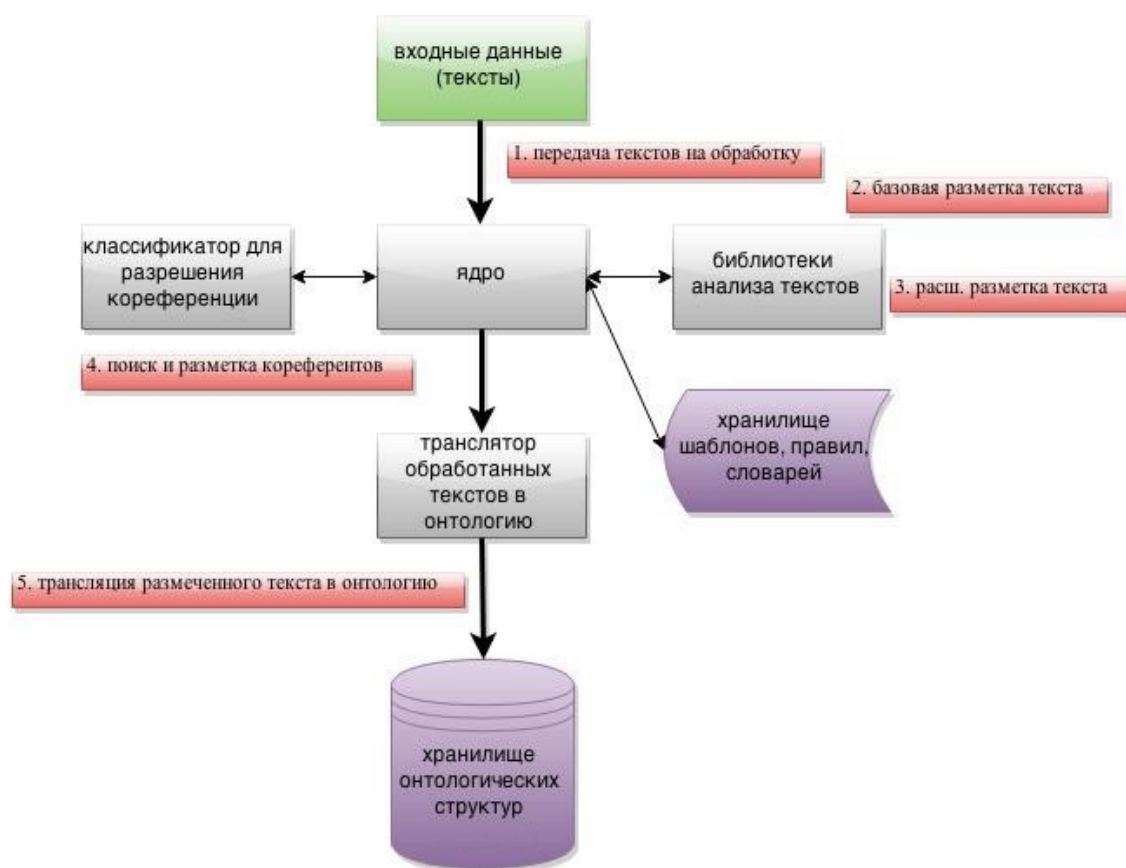 входные данные
(тексты)
1. передача текстов на обработку
2. базовая разметка текста
классификатор для
разрешения
кореференции
ядро
библиотеки
анализа текстов
3. расш. разметка текста
4. поиск и разметка кореферентов
хранилище
шаблонов, правил,
словарей
транслятор
обработанных
текстов в
онтологию
5. трансляция размеченного текста в онтологию
хранилище
онтологических
структур